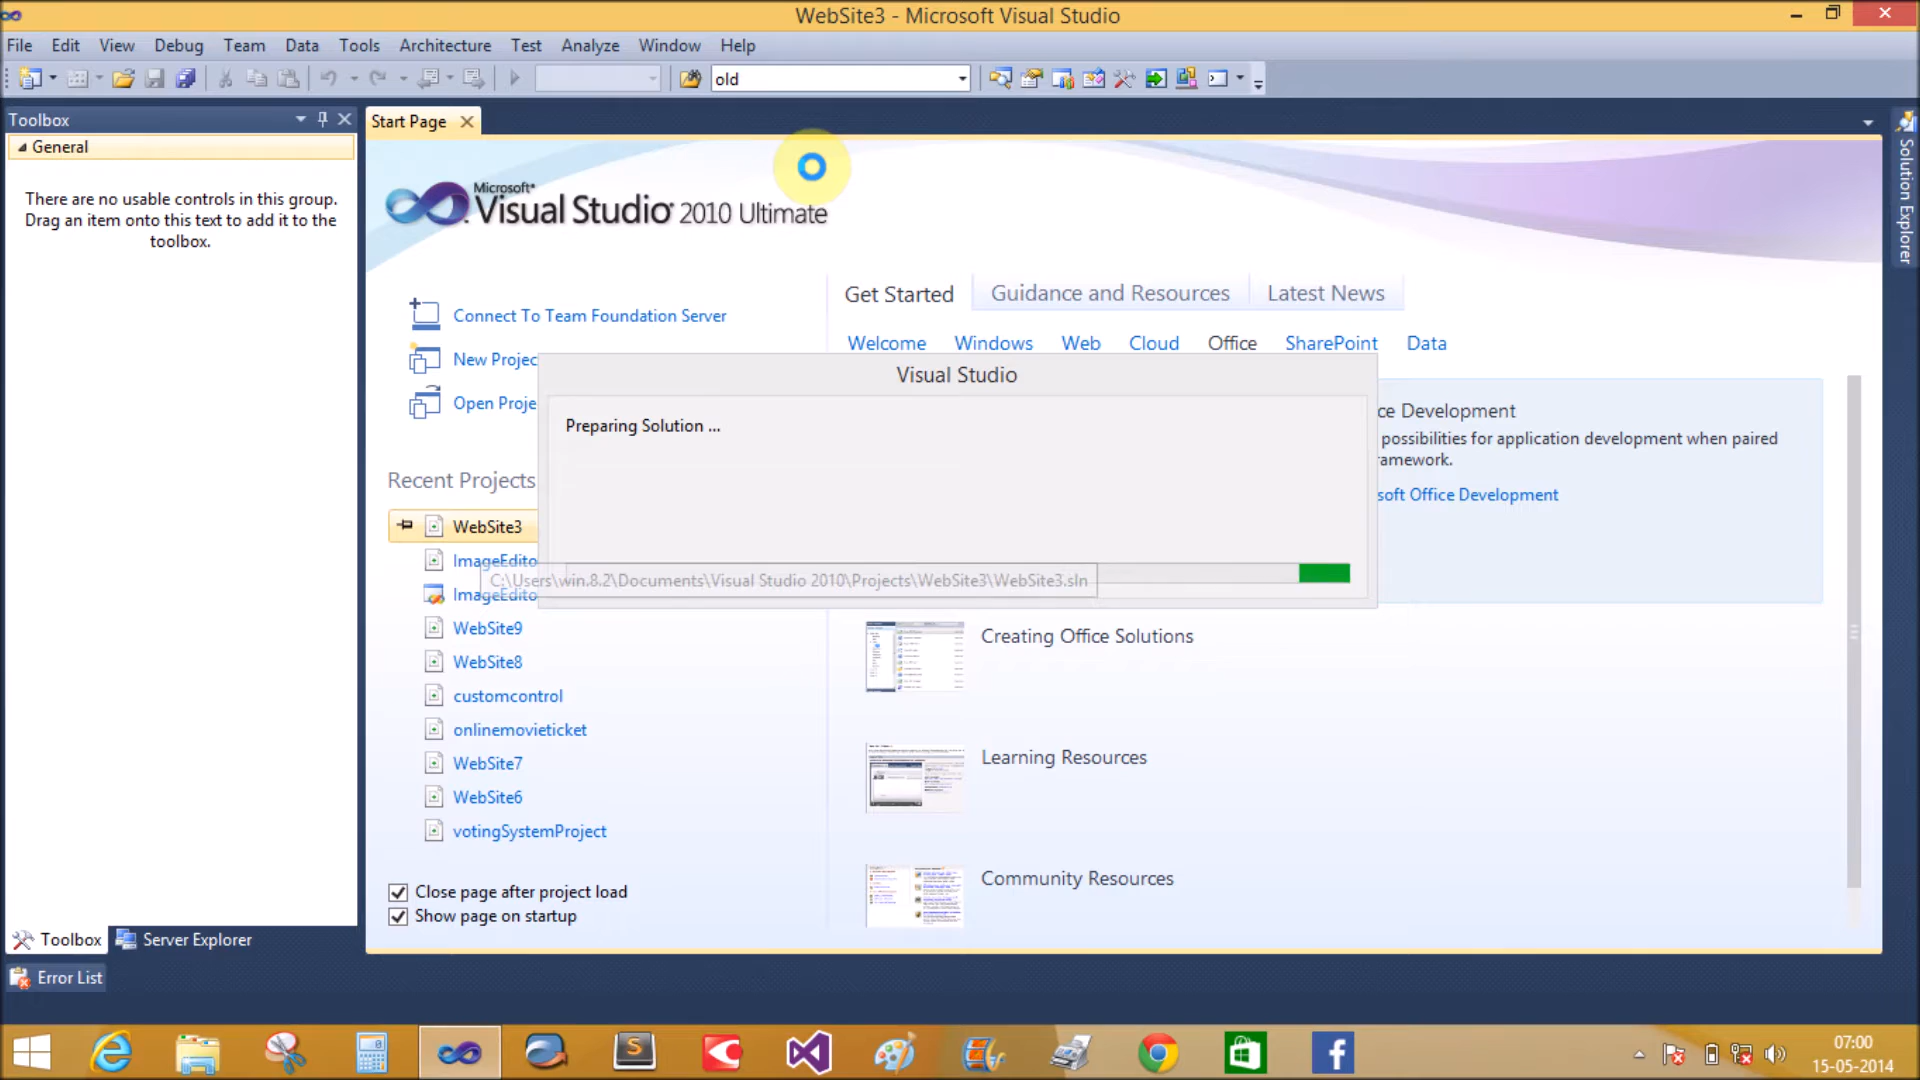 WebSite3 - Microsoft Visual Studio
File Edit View Debug Team Data Tools Architecture Test Analyze Window Help
old
Toolbox
General
There are no usable controls in this group.
Drag an item onto this text to add it to the
toolbox.
Start Page
Microsoft
Visual Studio 2010 Ultimate
Solution Explorer
Connect To Team Foundation Server
New Projec
Open Proje
Recent Projects
WebSite3
ImageEdito
ImageEdito
WebSite9
WebSite8
customcontrol
onlinemovieticket
WebSite7
WebSite6
votingSystemProject
Close page after project load
Show page on startup
Get Started Guidance and Resources Latest News
Welcome Windows Web Cloud Office SharePoint Data
Visual Studio
Preparing Solution ...
C:\Users\win.8.2\Documents\Visual Studio 2010\Projects\WebSite3\WebSite3.sln
ce Development
possibilities for application development when paired
ramework.
soft Office Development
Creating Office Solutions
Learning Resources
Community Resources
Toolbox Server Explorer
Error List
07:00
15-05-2014